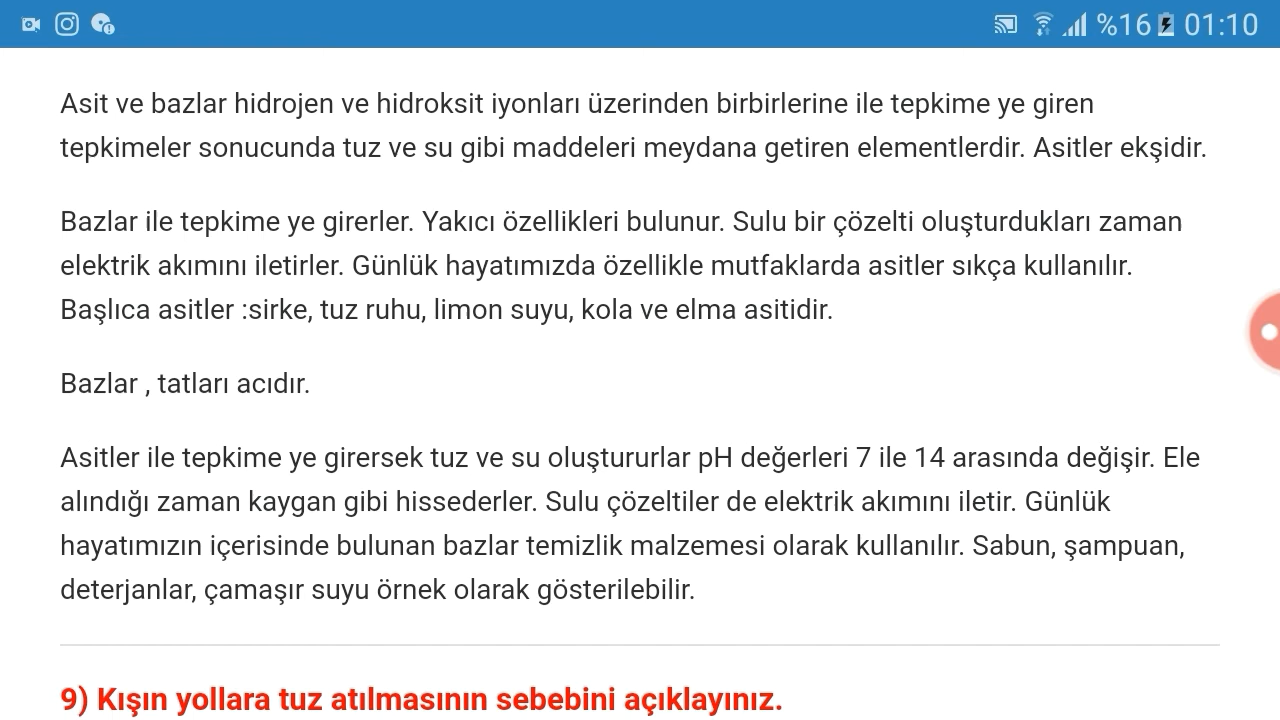 %16 01:10
Asit ve bazlar hidrojen ve hidroksit iyonları üzerinden birbirlerine ile tepkime ye giren
tepkimeler sonucunda tuz ve su gibi maddeleri meydana getiren elementlerdir. Asitler ekşidir.
Bazlar ile tepkime ye girerler. Yakıcı özellikleri bulunur. Sulu bir çözelti oluşturdukları zaman
elektrik akımını iletirler. Günlük hayatımızda özellikle mutfaklarda asitler sıkça kullanılır.
Başlıca asitler :sirke, tuz ruhu, limon suyu, kola ve elma asitidir.
Bazlar , tatları acıdır.
Asitler ile tepkime ye girersek tuz ve su oluştururlar pH değerleri 7 ile 14 arasında değişir. Ele
alındığı zaman kaygan gibi hissederler. Sulu çözeltiler de elektrik akımını iletir. Günlük
hayatımızın içerisinde bulunan bazlar temizlik malzemesi olarak kullanılır. Sabun, şampuan,
deterjanlar, çamaşır suyu örnek olarak gösterilebilir.
9) Kışın yollara tuz atılmasının sebebini açıklayınız.